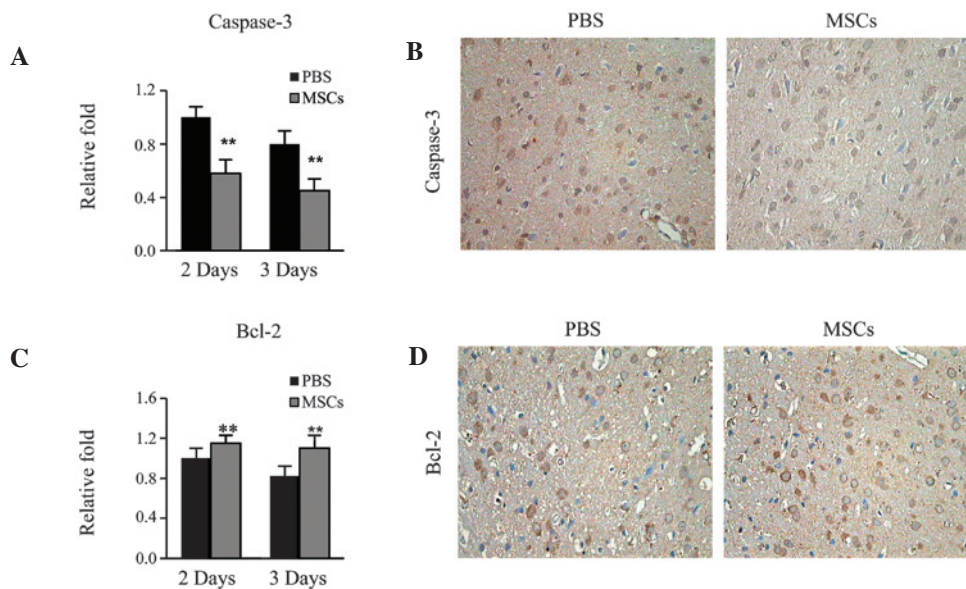 A
Caspase-3
PBS
MSCs
Relative fold
1.2
0.8
0.4
0.0
**
**
2 Days
3 Days
B
PBS
MSCs
Caspase-3
C
Bcl-2
PBS
MSCs
Relative fold
1.6
1.2
0.8
0.4
0.0
**
**
2 Days
3 Days
D
PBS
MSCs
Bcl-2